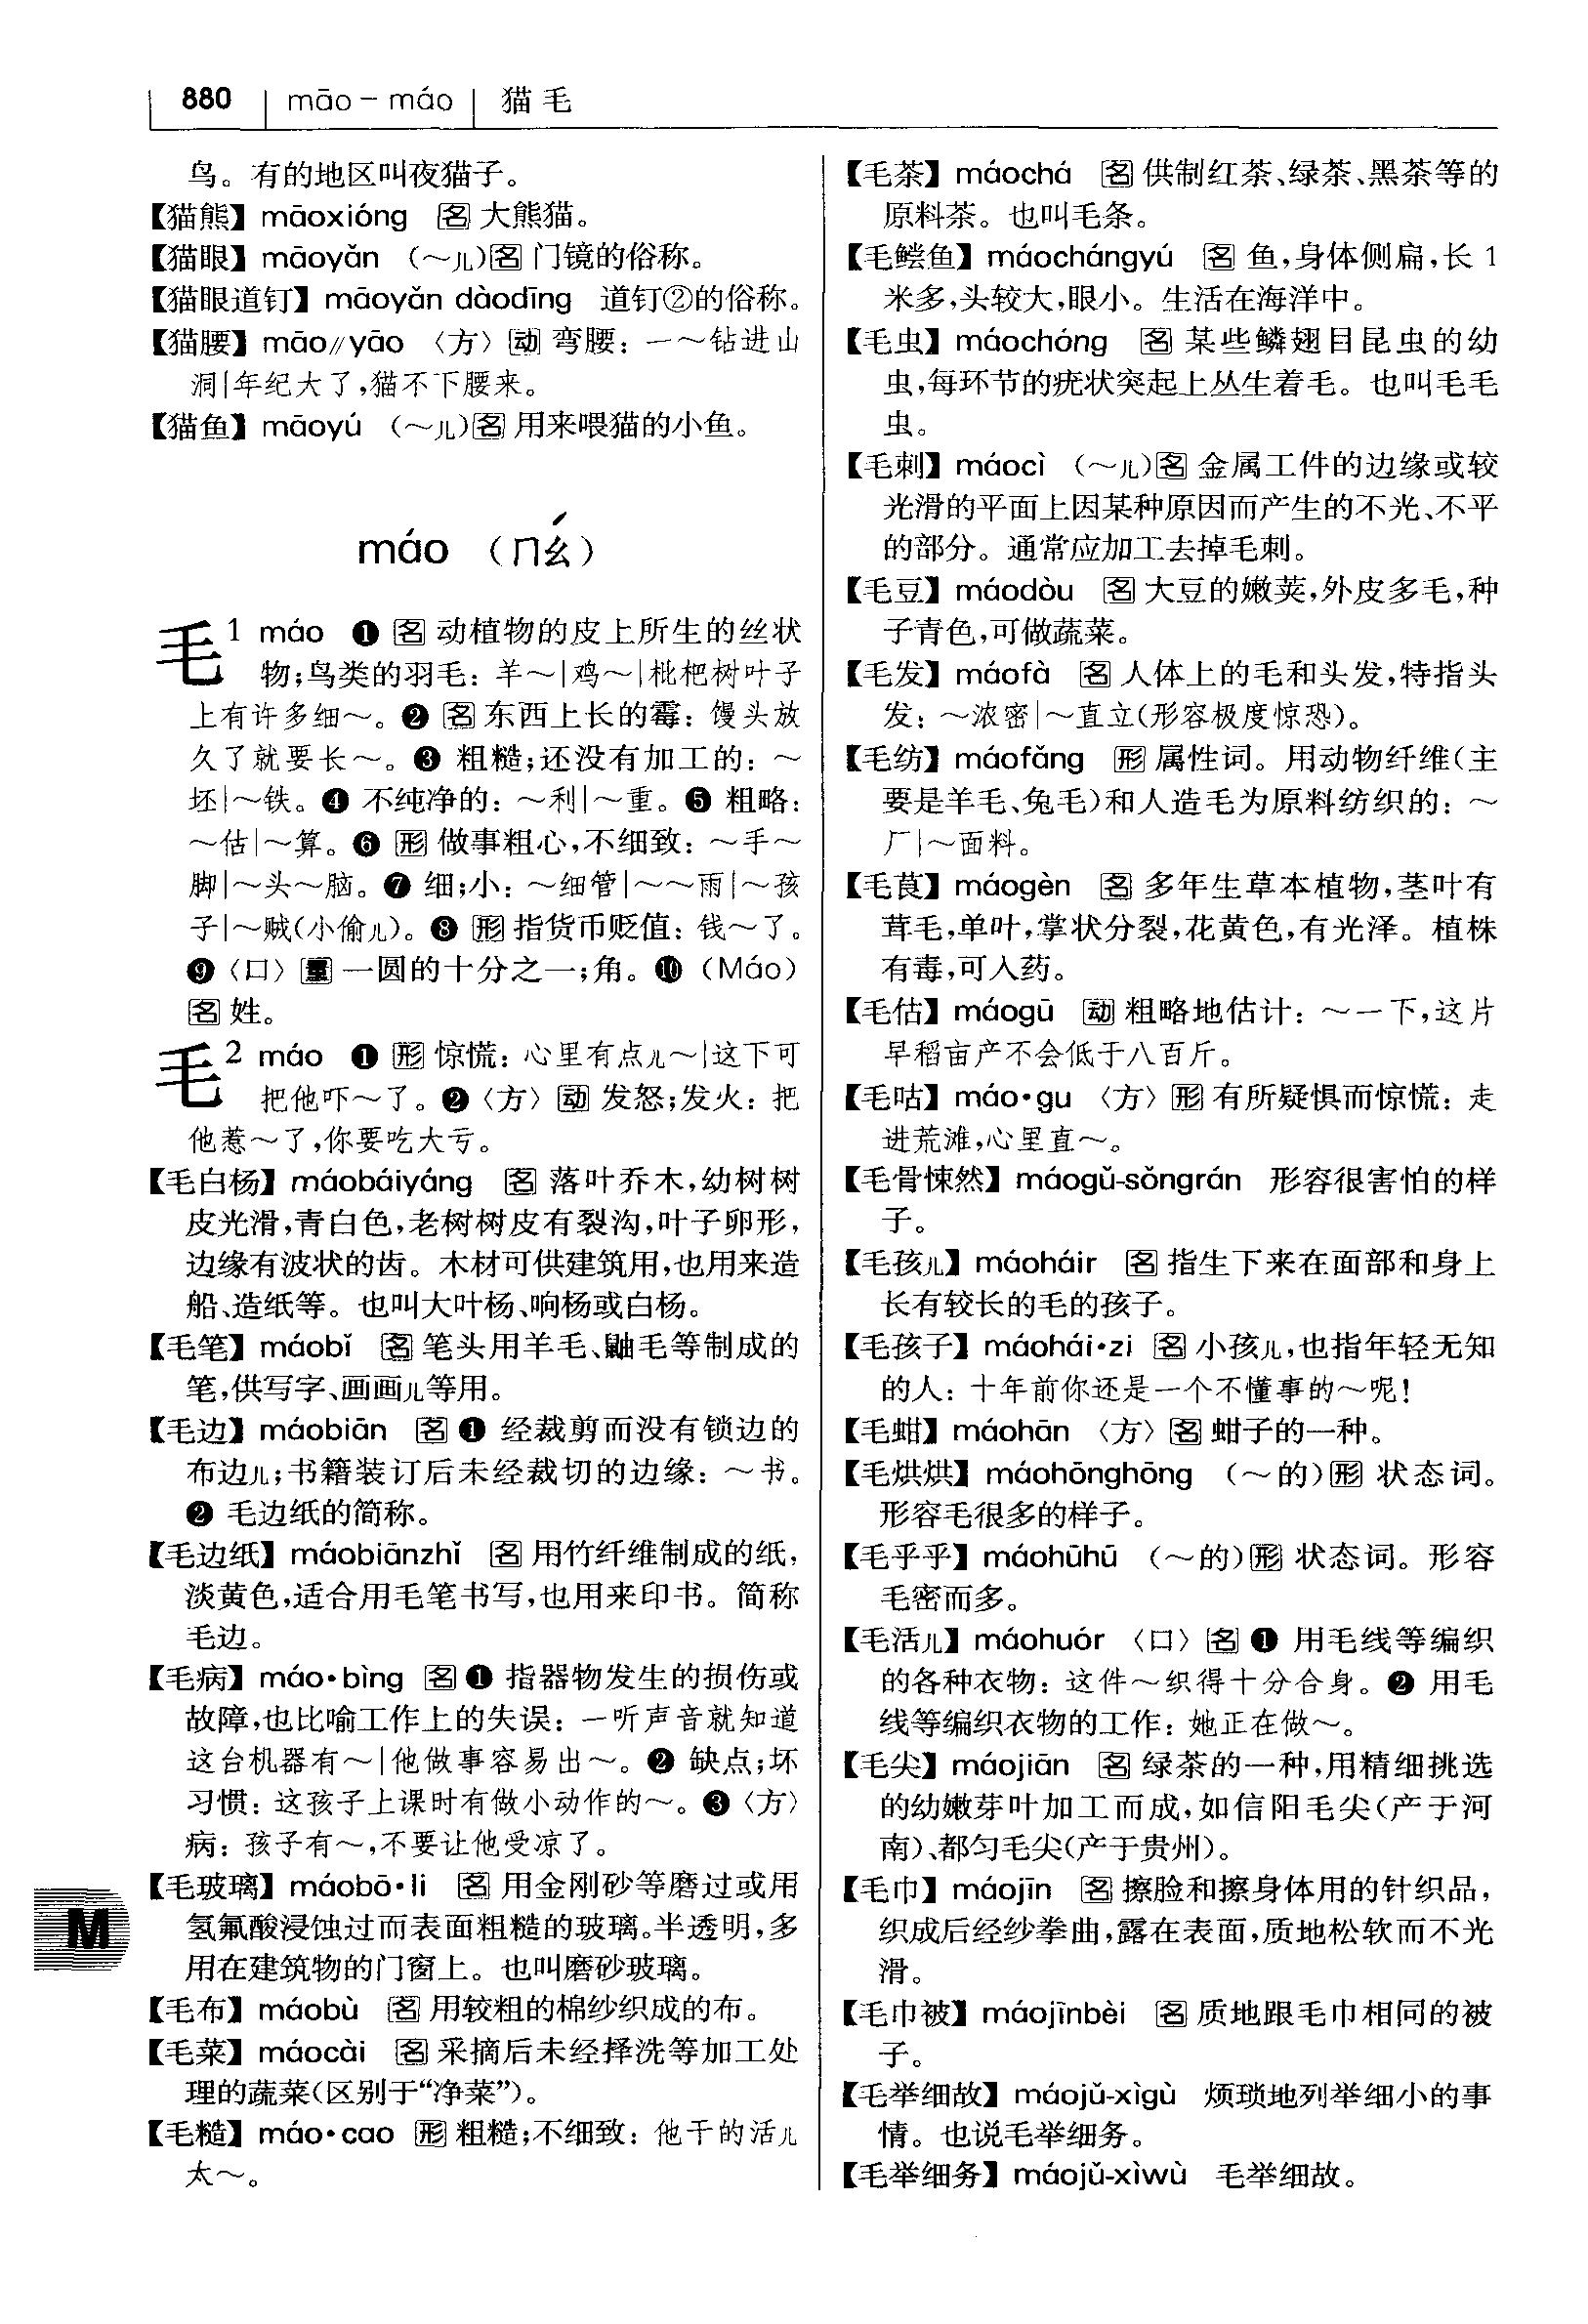 880 māo－máo 猫毛
鸟。有的地区叫夜猫子。
【猫熊】māoxióng 名 大熊猫。
【猫眼】māoyǎn （～儿）名 门镜的俗称。
【猫眼道钉】māoyǎn dàodīng 道钉②的俗称。
【猫腰】māo∥yāo 〈方〉动 弯腰：一～钻进山
洞|年纪大了，猫不下腰来。
【猫鱼】māoyú （～儿）名 用来喂猫的小鱼。
máo （ㄇㄠˊ）
毛1 máo ❶ 名 动植物的皮上所生的丝状
物；鸟类的羽毛：羊～|鸡～|枇杷树叶子
上有许多细～。❷ 名 东西上长的霉：馒头放
久了就要长～。❸ 粗糙；还没有加工的：～
坯|～铁。❹ 不纯净的：～利|～重。❺ 粗略：
～估|～算。❻ 形 做事粗心，不细致：～手～
脚|～头～脑。❼ 细；小：～细管|～～雨|～孩
子|～贼（小偷儿）。❽ 形 指货币贬值：钱～了。
❾〈口〉量 一圆的十分之一；角。❿（Máo）
名 姓。
毛2 máo ❶ 形 惊慌：心里有点儿～|这下可
把他吓～了。❷〈方〉动 发怒；发火：把
他惹～了，你要吃大亏。
【毛白杨】máobáiyáng 名 落叶乔木，幼树树
皮光滑，青白色，老树树皮有裂沟，叶子卵形，
边缘有波状的齿。木材可供建筑用，也用来造
船、造纸等。也叫大叶杨、响杨或白杨。
【毛笔】máobǐ 名 笔头用羊毛、鼬毛等制成的
笔，供写字、画画儿等用。
【毛边】máobiān 名 ❶ 经裁剪而没有锁边的
布边儿；书籍装订后未经裁切的边缘：～书。
❷ 毛边纸的简称。
【毛边纸】máobiānzhǐ 名 用竹纤维制成的纸，
淡黄色，适合用毛笔书写，也用来印书。简称
毛边。
【毛病】máo·bìng 名 ❶ 指器物发生的损伤或
故障，也比喻工作上的失误：一听声音就知道
这台机器有～|他做事容易出～。❷ 缺点；坏
习惯：这孩子上课时有做小动作的～。❸〈方〉
病：孩子有～，不要让他受凉了。
【毛玻璃】máobō·li 名 用金刚砂等磨过或用
氢氟酸浸蚀过而表面粗糙的玻璃。半透明，多
用在建筑物的门窗上。也叫磨砂玻璃。
【毛布】máobù 名 用较粗的棉纱织成的布。
【毛菜】máocài 名 采摘后未经择洗等加工处
理的蔬菜（区别于“净菜”）。
【毛糙】máo·cao 形 粗糙；不细致：他干的活儿
太～。
【毛茶】máochá 名 供制红茶、绿茶、黑茶等的
原料茶。也叫毛条。
【毛鲿鱼】máochángyú 名 鱼，身体侧扁，长 1
米多，头较大，眼小。生活在海洋中。
【毛虫】máochóng 名 某些鳞翅目昆虫的幼
虫，每环节的疣状突起上丛生着毛。也叫毛毛
虫。
【毛刺】máocì （～儿）名 金属工件的边缘或较
光滑的平面上因某种原因而产生的不光、不平
的部分。通常应加工去掉毛刺。
【毛豆】máodòu 名 大豆的嫩荚，外皮多毛，种
子青色，可做蔬菜。
【毛发】máofà 名 人体上的毛和头发，特指头
发：～浓密|～直立（形容极度惊恐）。
【毛纺】máofǎng 形 属性词。用动物纤维（主
要是羊毛、兔毛）和人造毛为原料纺织的：～
厂|～面料。
【毛茛】máogèn 名 多年生草本植物，茎叶有
茸毛，单叶，掌状分裂，花黄色，有光泽。植株
有毒，可入药。
【毛估】máogū 动 粗略地估计：～一下，这片
早稻亩产不会低于八百斤。
【毛咕】máo·gu 〈方〉形 有所疑惧而惊慌：走
进荒滩，心里直～。
【毛骨悚然】máogǔ-sǒngrán 形容很害怕的样
子。
【毛孩儿】máoháir 名 指生下来在面部和身上
长有较长的毛的孩子。
【毛孩子】máohái·zi 名 小孩儿，也指年轻无知
的人：十年前你还是一个不懂事的～呢！
【毛蚶】máohān 〈方〉名 蚶子的一种。
【毛烘烘】máohōnghōng （～的）形 状态词。
形容毛很多的样子。
【毛乎乎】máohūhū （～的）形 状态词。形容
毛密而多。
【毛活儿】máohuór 〈口〉名 ❶ 用毛线等编织
的各种衣物：这件～织得十分合身。❷ 用毛
线等编织衣物的工作：她正在做～。
【毛尖】máojiān 名 绿茶的一种，用精细挑选
的幼嫩芽叶加工而成，如信阳毛尖（产于河
南）、都匀毛尖（产于贵州）。
【毛巾】máojīn 名 擦脸和擦身体用的针织品，
织成后经纱拳曲，露在表面，质地松软而不光
滑。
【毛巾被】máojīnbèi 名 质地跟毛巾相同的被
子。
【毛举细故】máojǔ-xìgù 烦琐地列举细小的事
情。也说毛举细务。
【毛举细务】máojǔ-xìwù 毛举细故。
M